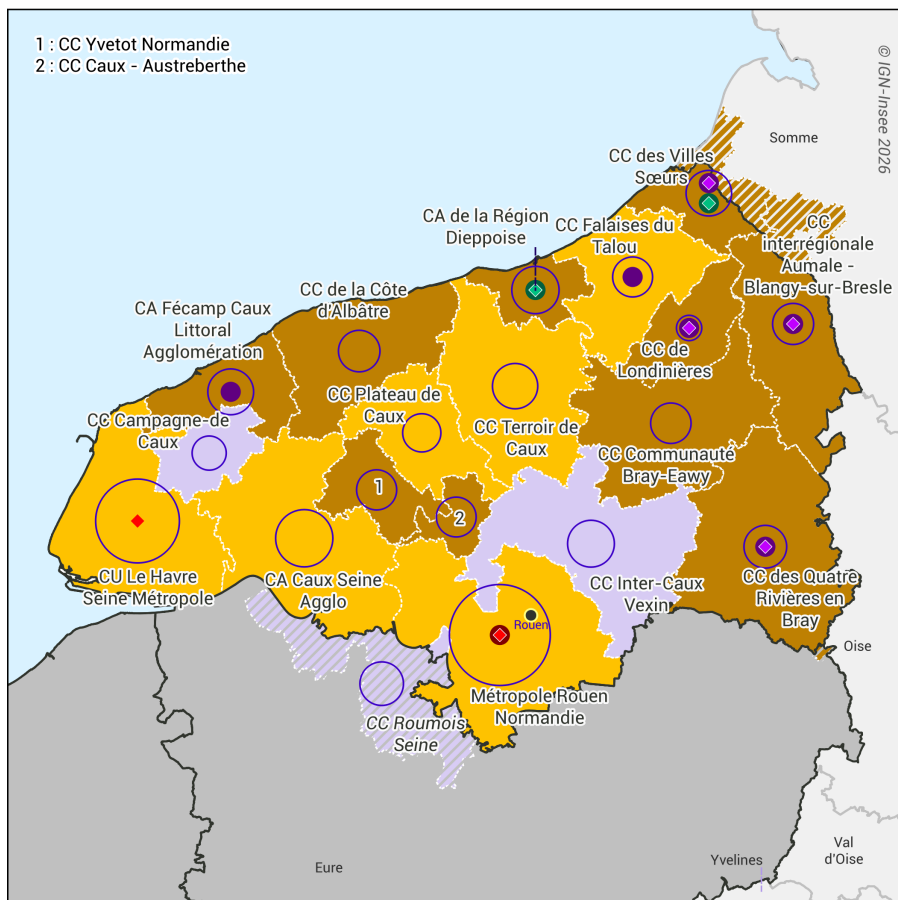 1 : CC Yvetot Normandie
2 : CC Caux - Austreberthe
© IGN-Insee 2026
Somme
CC des Villes
Sœurs
CA de la Région
Dieppoise
CC Falaises du
Talou
CC
interrégionale
Aumale -
Blangy-sur-Bresle
CC de la Côte
d'Albâtre
CA Fécamp Caux
Littoral
Agglomération
CC de
Londinières
CC Plateau de
Caux
CC Campagne-de
Caux
CC Terroir de
Caux
CC Communauté
Bray-Eawy
1
2
CU Le Havre
Seine Métropole
CA Caux Seine
Agglo
CC Inter-Caux
Vexin
CC des Quatre
Rivières en
Bray
Rouen
Oise
Métropole Rouen
Normandie
CC Roumois
Seine
Eure
Yvelines
Val
d'Oise